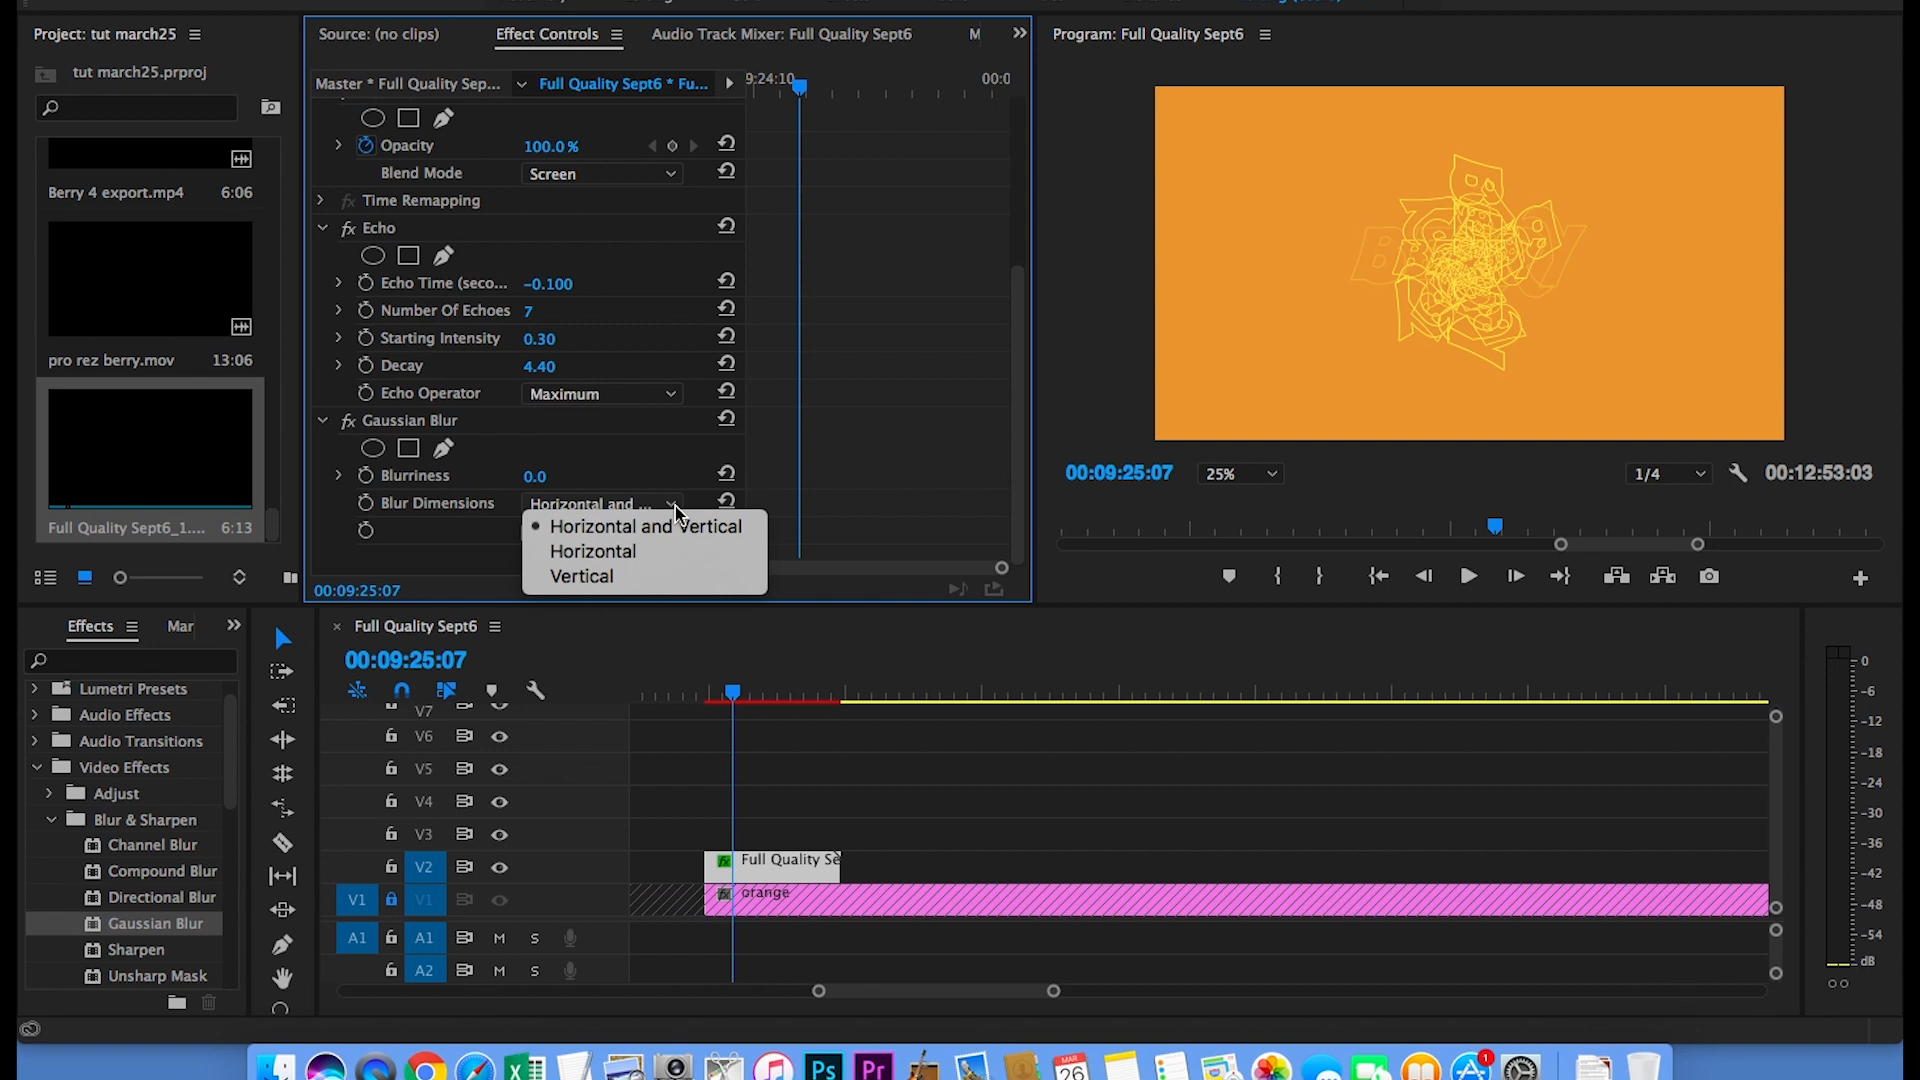 Project: tut march25
Source: (no clips)
Effect Controls
Audio Track Mixer: Full Quality Sept6
M
Program: Full Quality Sept6
tut march25.prproj
Master * Full Quality Sep...
Full Quality Sept6 * Fu...
9:24:10
00:0
Opacity
100.0 %
Blend Mode
Screen
Berry 4 export.mp4
6:06
fx Time Remapping
fx Echo
Echo Time (seco...
-0.100
Number Of Echoes
7
Starting Intensity
0.30
pro rez berry.mov
13:06
Decay
4.40
Echo Operator
Maximum
fx Gaussian Blur
Blurriness
0.0
Blur Dimensions
Horizontal and ...
Horizontal and Vertical
Horizontal
Vertical
Full Quality Sept6_1....
6:13
00:09:25:07
00:09:25:07
25%
1/4
00:12:53:03
Effects
Mar
Full Quality Sept6
00:09:25:07
Lumetri Presets
Audio Effects
Audio Transitions
Video Effects
Adjust
Blur & Sharpen
Channel Blur
Compound Blur
Directional Blur
Gaussian Blur
Sharpen
Unsharp Mask
V7
V6
V5
V4
V3
V2
fx Full Quality Se
V1
V1
fx orange
A1
A1
M
S
A2
M
S
0
-6
-12
-18
-24
-30
-36
-42
-48
-54
dB
Ps
Pr
MAR
26
1